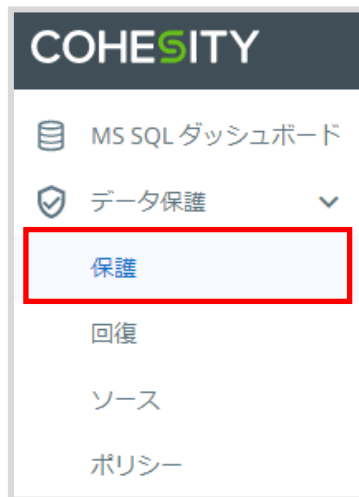 COHESITY
MS SQL ダッシュボード
データ保護
保護
回復
ソース
ポリシー